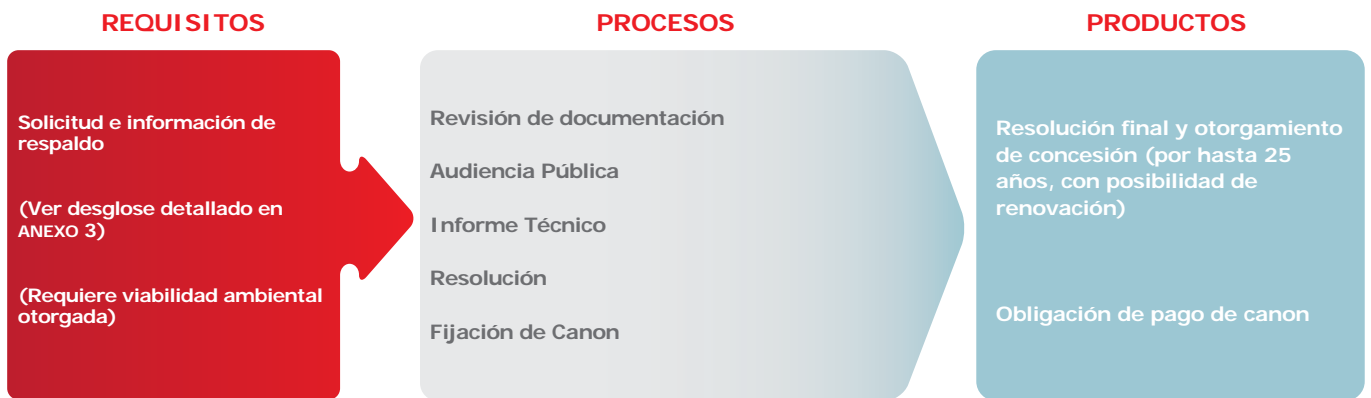 REQUISITOS
Solicitud e información de
respaldo
(Ver desglose detallado en
ANEXO 3)
(Requiere viabilidad ambiental
otorgada)
PROCESOS
Revisión de documentación
Audiencia Pública
Informe Técnico
Resolución
Fijación de Canon
PRODUCTOS
Resolución final y otorgamiento
de concesión (por hasta 25
años, con posibilidad de
renovación)
Obligación de pago de canon